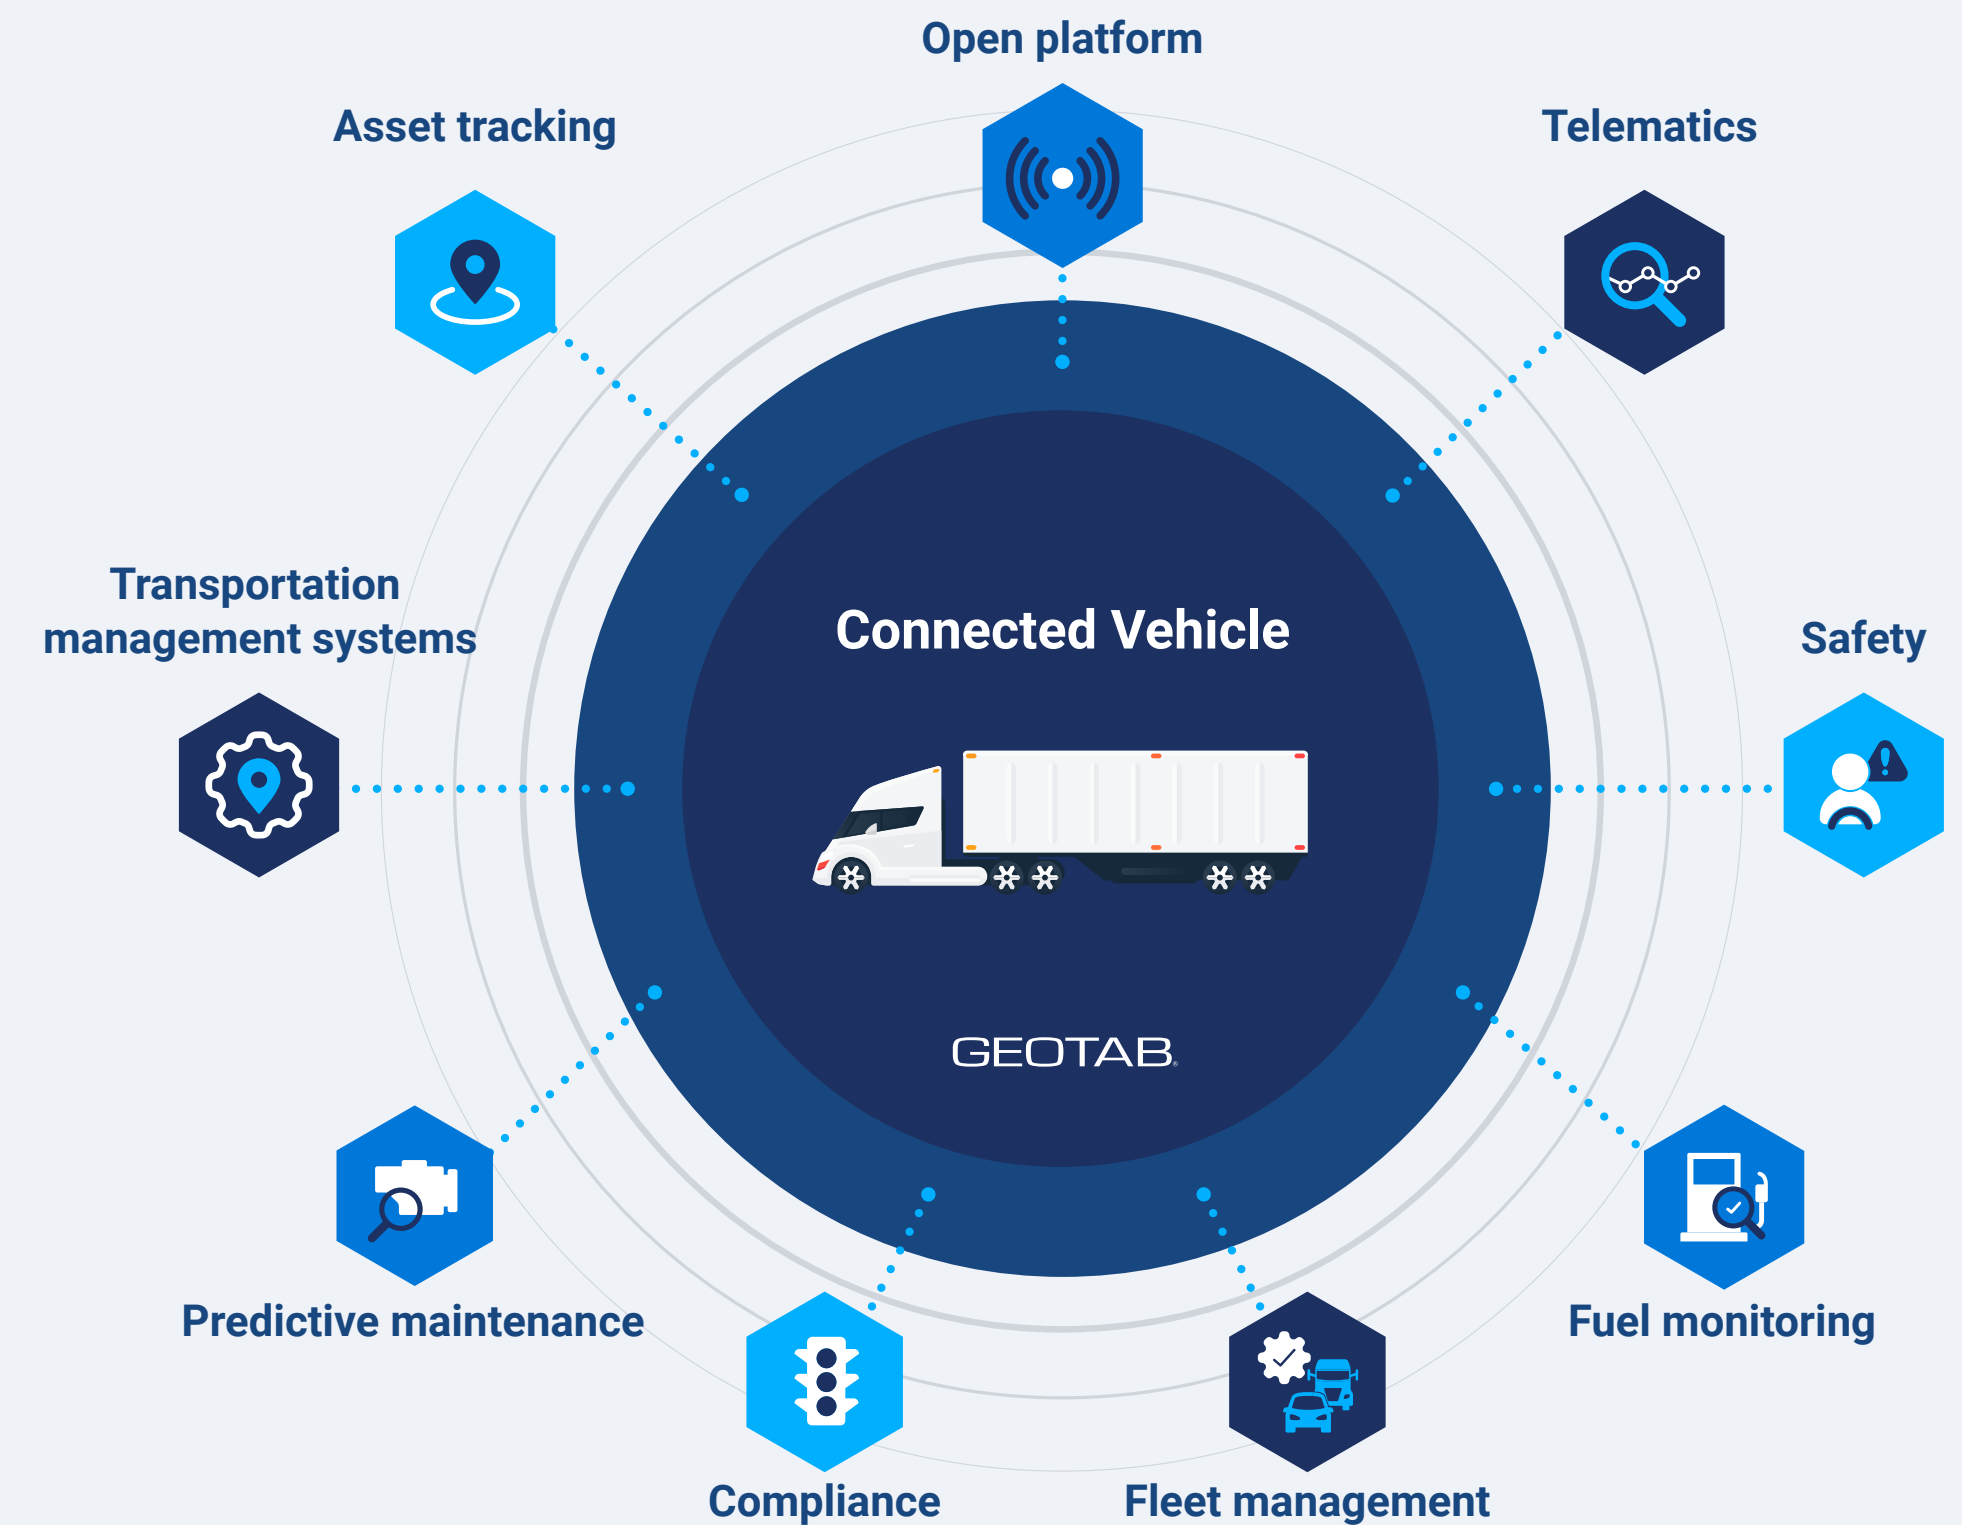 Open platform
Asset tracking
Telematics
Transportation
management systems
Connected Vehicle
Safety
GEOTAB®
Predictive maintenance
Fuel monitoring
Compliance
Fleet management